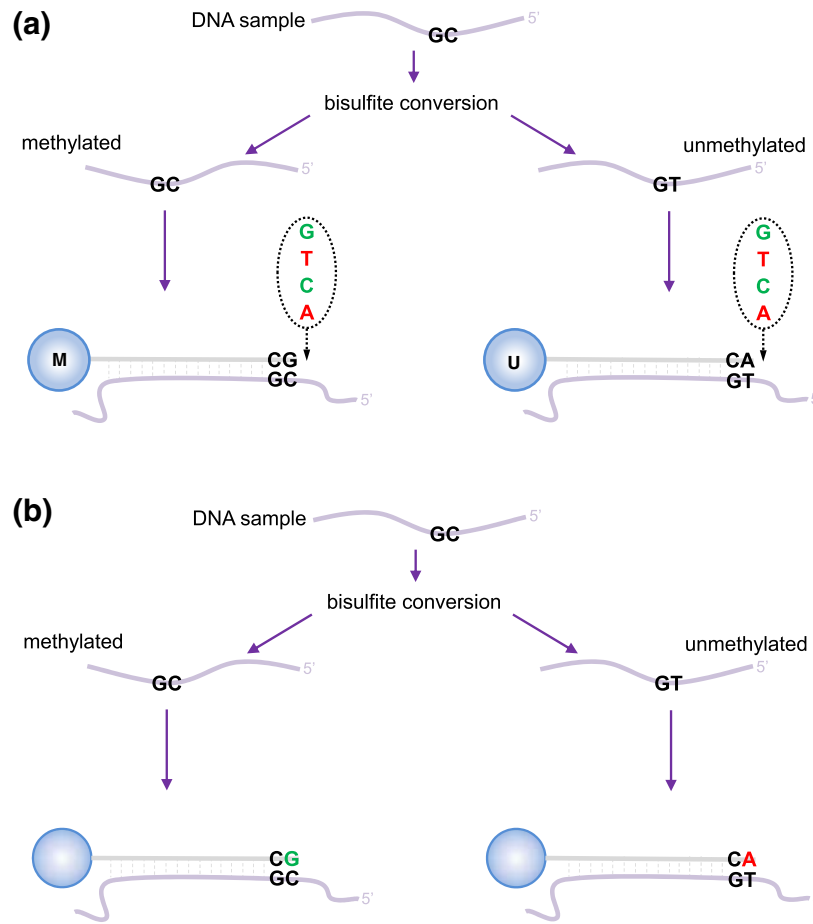 (a)
DNA sample
GC
5'
bisulfite conversion
methylated
unmethylated
GC
5'
GT
5'
G
T
C
A
G
T
C
A
M
CG
GC
5'
U
CA
GT
5'
(b)
DNA sample
GC
5'
bisulfite conversion
methylated
unmethylated
GC
5'
GT
5'
CG
GC
5'
CA
GT
5'